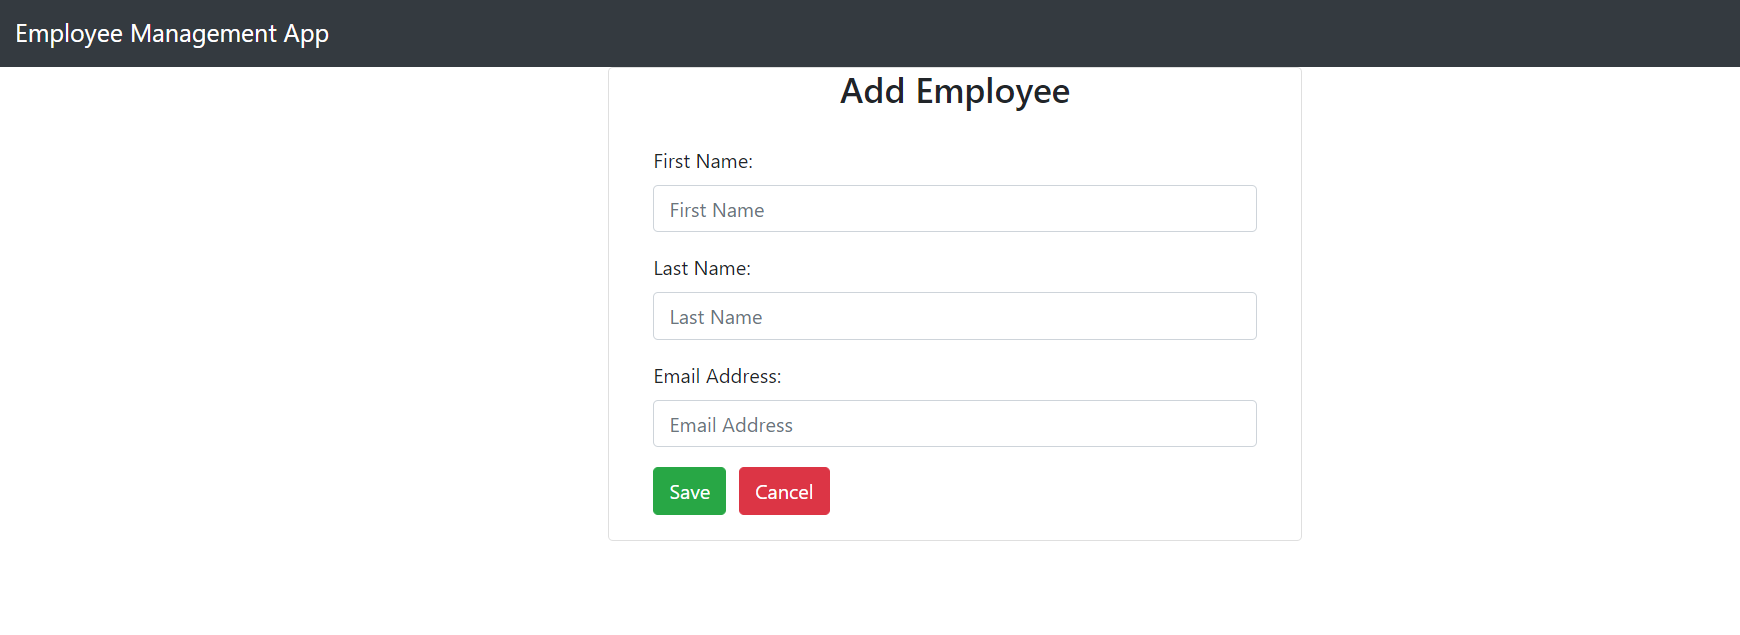 Employee Management App
Add Employee
First Name:
First Name
Last Name:
Last Name
Email Address:
Email Address
Save Cancel